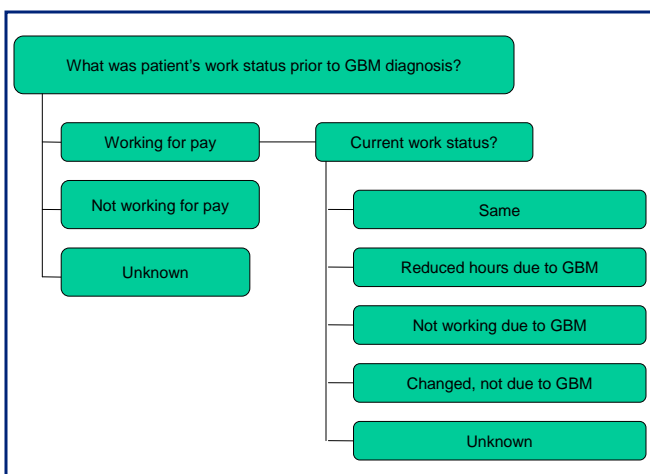 What was patient's work status prior to GBM diagnosis?
Working for pay
Current work status?
Not working for pay
Same
Unknown
Reduced hours due to GBM
Not working due to GBM
Changed, not due to GBM
Unknown